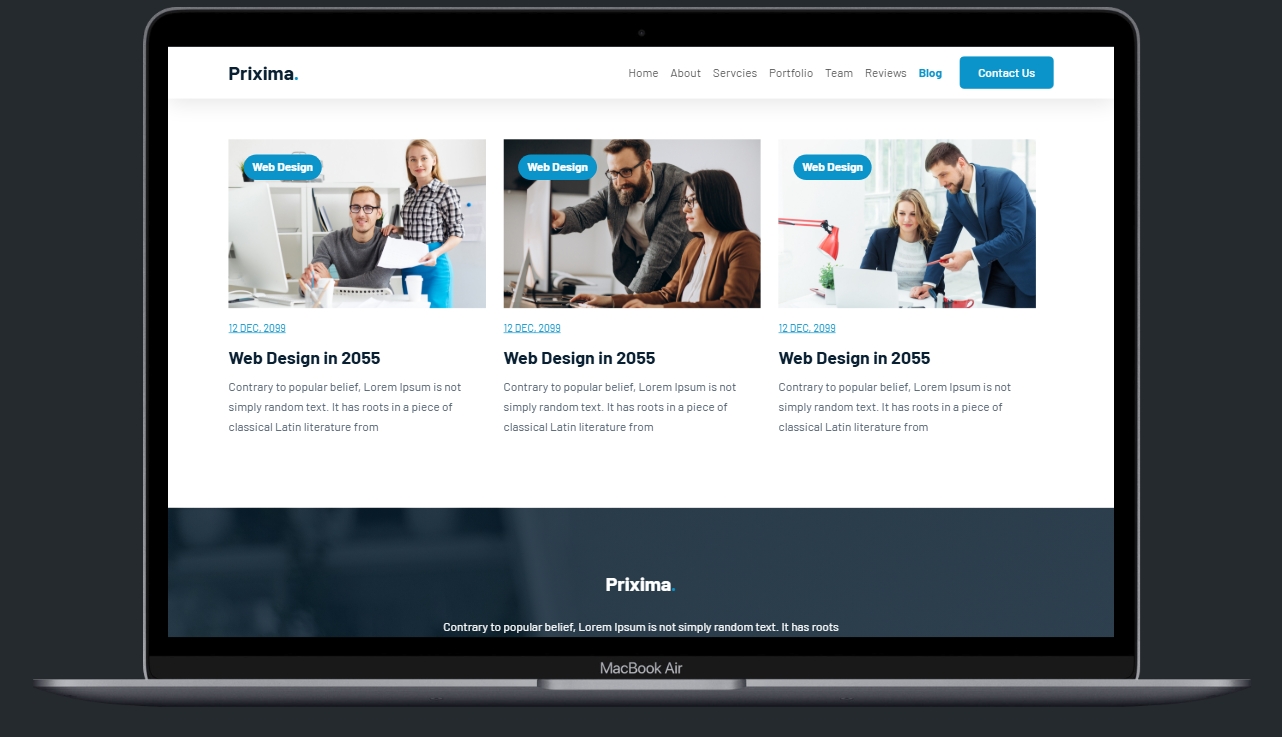 Prixima.
Home About Servcies Portfolio Team Reviews Blog Contact Us
Web Design
Web Design
Web Design
12 DEC, 2099
12 DEC, 2099
12 DEC, 2099
Web Design in 2055
Web Design in 2055
Web Design in 2055
Contrary to popular belief, Lorem Ipsum is not
simply random text. It has roots in a piece of
classical Latin literature from
Contrary to popular belief, Lorem Ipsum is not
simply random text. It has roots in a piece of
classical Latin literature from
Contrary to popular belief, Lorem Ipsum is not
simply random text. It has roots in a piece of
classical Latin literature from
Prixima.
Contrary to popular belief, Lorem Ipsum is not simply random text. It has roots
MacBook Air